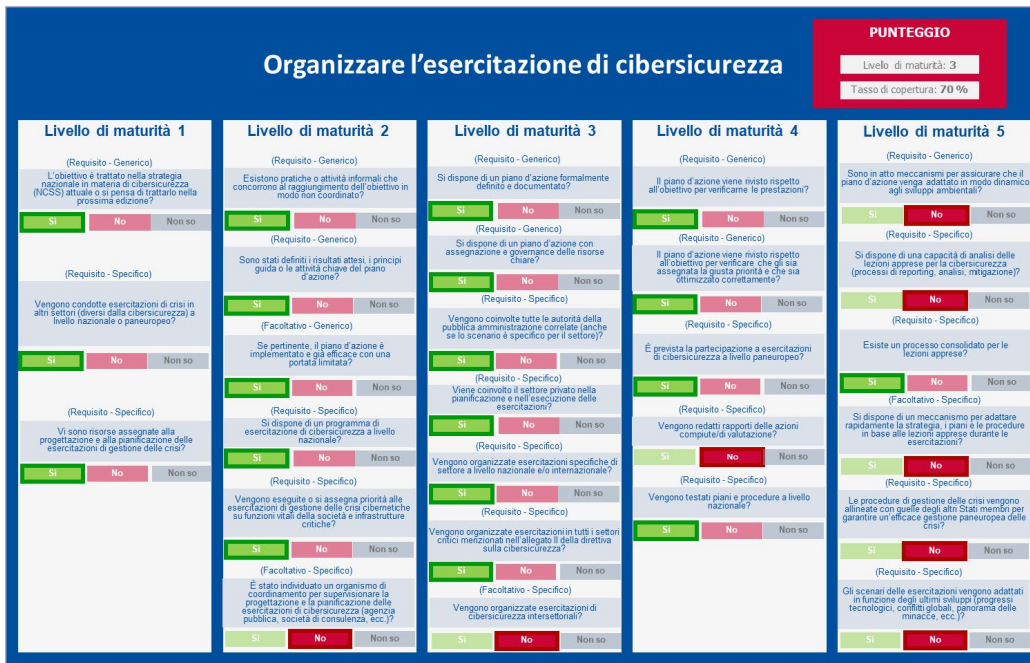 Organizzare l'esercitazione di cibersicurezza
PUNTEGGIO
Livello di maturità: 3
Tasso di copertura: 70 %
Livello di maturità 1
(Requisito - Generico)
L'obiettivo è trattato nella strategia
nazionale in materia di cibersicurezza
(NCSS) attuale o si pensa di trattarlo nella
prossima edizione?
Sì No Non so
(Requisito - Specifico)
Vengono condotte esercitazioni di crisi in
altri settori (diversi dalla cibersicurezza) a
livello nazionale o paneuropeo?
Sì No Non so
(Requisito - Specifico)
Vi sono risorse assegnate alla
progettazione e alla pianificazione delle
esercitazioni di gestione delle crisi?
Sì No Non so
Livello di maturità 2
(Requisito - Generico)
Esistono pratiche o attività informali che
concorrono al raggiungimento dell'obiettivo in
modo non coordinato?
Sì No Non so
(Requisito - Generico)
Sono stati definiti i risultati attesi, i principi
guida o le attività chiave del piano
d'azione?
Sì No Non so
(Facoltativo - Generico)
Se pertinente, il piano d'azione è
implementato e già efficace con una
portata limitata?
Sì No Non so
(Requisito - Specifico)
Si dispone di un programma di
esercitazione di cibersicurezza a livello
nazionale?
Sì No Non so
(Requisito - Specifico)
Vengono eseguite o si assegna priorità alle
esercitazioni di gestione delle crisi cibernetiche
su funzioni vitali della società e infrastrutture
critiche?
Sì No Non so
(Facoltativo - Specifico)
È stato individuato un organismo di
coordinamento per supervisionare la
progettazione e la pianificazione delle
esercitazioni di cibersicurezza (agenzia
pubblica, società di consulenza, ecc.)?
Sì No Non so
Livello di maturità 3
(Requisito - Generico)
Si dispone di un piano d'azione formalmente
definito e documentato?
Sì No Non so
(Requisito - Generico)
Si dispone di un piano d'azione con
assegnazione e governance delle risorse
chiare?
Sì No Non so
(Requisito - Specifico)
Vengono coinvolte tutte le autorità della
pubblica amministrazione correlate (anche
se lo scenario è specifico per il settore)?
Sì No Non so
(Requisito - Specifico)
Viene coinvolto il settore privato nella
pianificazione e nell'esecuzione delle
esercitazioni?
Sì No Non so
(Requisito - Specifico)
Vengono organizzate esercitazioni specifiche di
settore a livello nazionale e/o internazionale?
Sì No Non so
(Requisito - Specifico)
Vengono organizzate esercitazioni in tutti i settori
critici menzionati nell'allegato II della direttiva
sulla cibersicurezza?
Sì No Non so
(Facoltativo - Specifico)
Vengono organizzate esercitazioni di
cibersicurezza intersettoriali?
Sì No Non so
Livello di maturità 4
(Requisito - Generico)
Il piano d'azione viene rivisto rispetto
all'obiettivo per verificarne le prestazioni?
Sì No Non so
(Requisito - Generico)
Il piano d'azione viene rivisto rispetto
all'obiettivo per verificare che gli sia
assegnata la giusta priorità e che sia
ottimizzato correttamente?
Sì No Non so
(Requisito - Specifico)
È prevista la partecipazione a esercitazioni
di cibersicurezza a livello paneuropeo?
Sì No Non so
(Requisito - Specifico)
Vengono redatti rapporti delle azioni
compiute/di valutazione?
Sì No Non so
(Requisito - Specifico)
Vengono testati piani e procedure a livello
nazionale?
Sì No Non so
Livello di maturità 5
(Requisito - Generico)
Sono in atto meccanismi per assicurare che il
piano d'azione venga adattato in modo dinamico
agli sviluppi ambientali?
Sì No Non so
(Requisito - Specifico)
Si dispone di una capacità di analisi delle
lezioni apprese per la cibersicurezza
(processi di reporting, analisi, mitigazione)?
Sì No Non so
(Requisito - Specifico)
Esiste un processo consolidato per le
lezioni apprese?
Sì No Non so
(Facoltativo - Specifico)
Si dispone di un meccanismo per adattare
rapidamente la strategia, i piani e le procedure
in base alle lezioni apprese durante le
esercitazioni?
Sì No Non so
(Requisito - Specifico)
Le procedure di gestione delle crisi vengono
allineate con quelle degli altri Stati membri per
garantire un'efficace gestione paneuropea delle
crisi?
Sì No Non so
(Requisito - Specifico)
Gli scenari delle esercitazioni vengono adattati
in funzione degli ultimi sviluppi (progressi
tecnologici, conflitti globali, panorama delle
minacce, ecc.)?
Sì No Non so